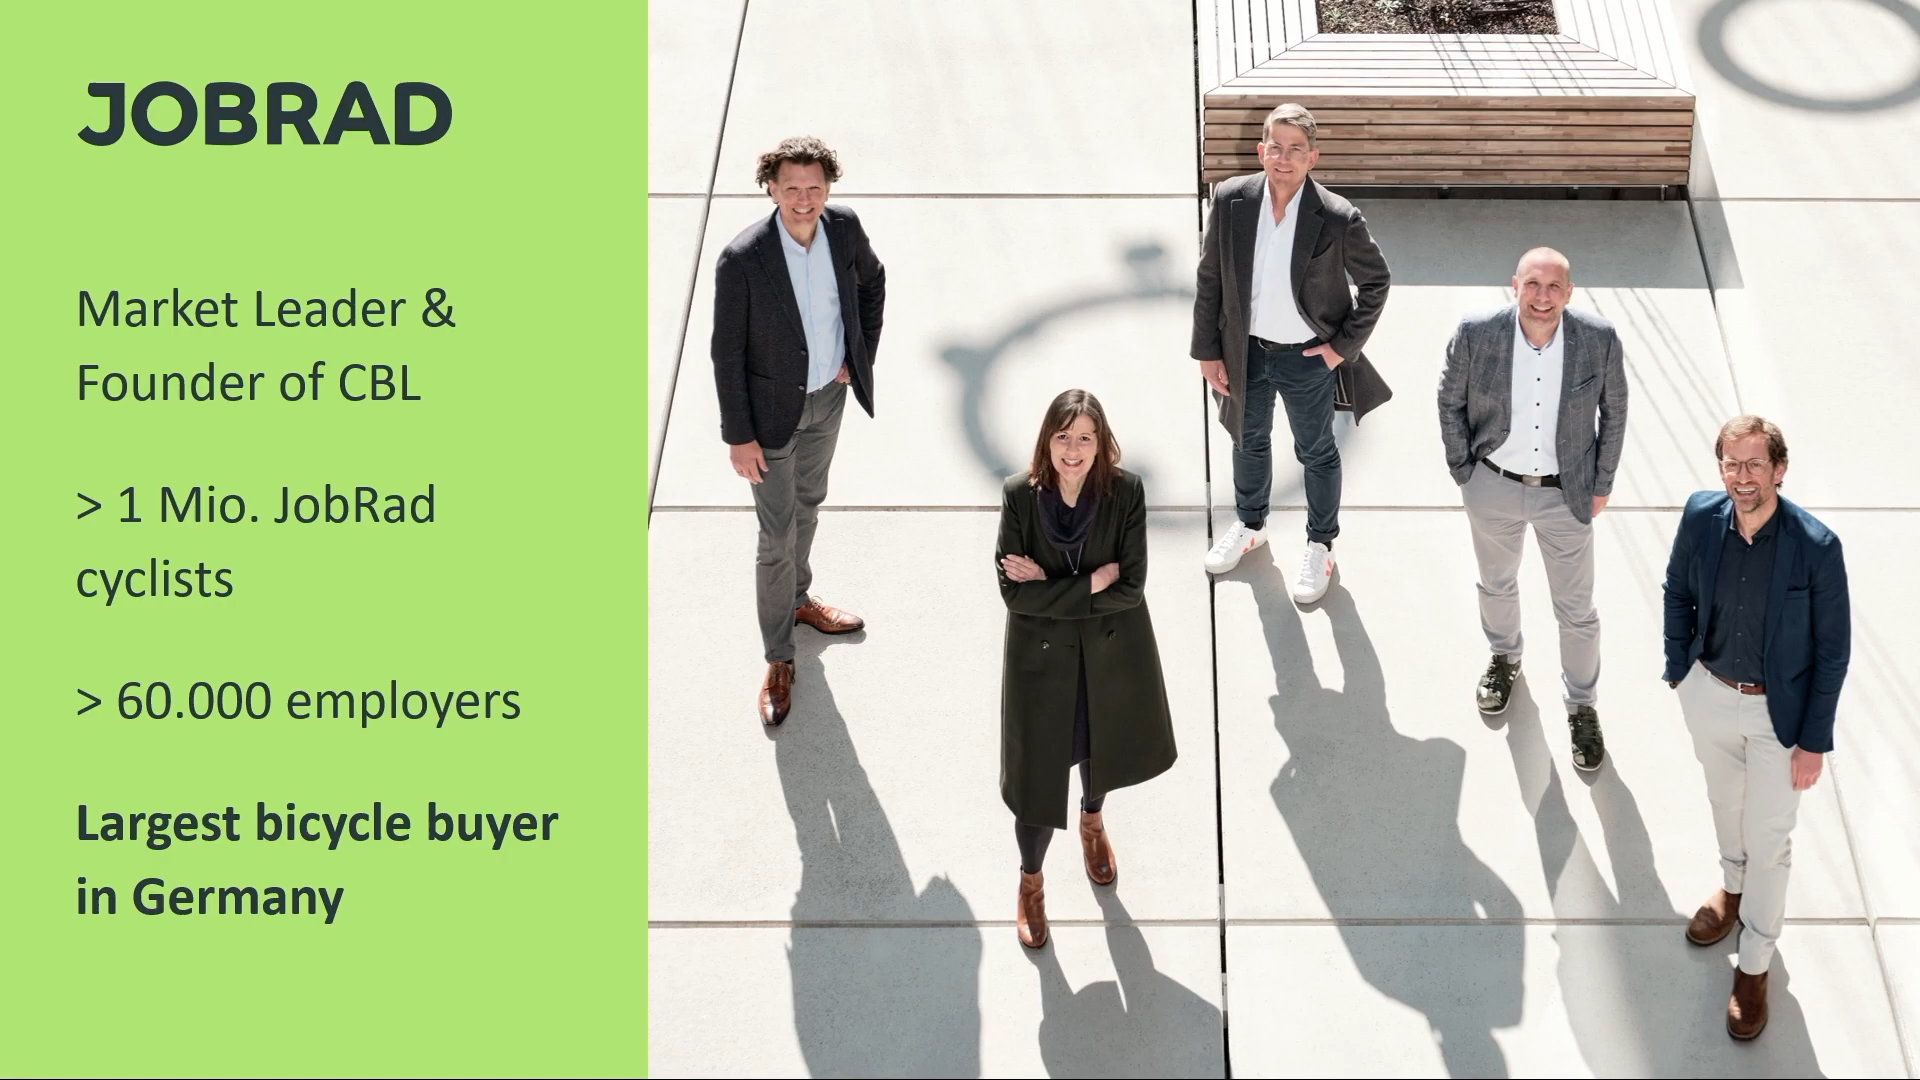 JOBRAD
Market Leader &
Founder of CBL
> 1 Mio. JobRad
cyclists
> 60.000 employers
Largest bicycle buyer
in Germany